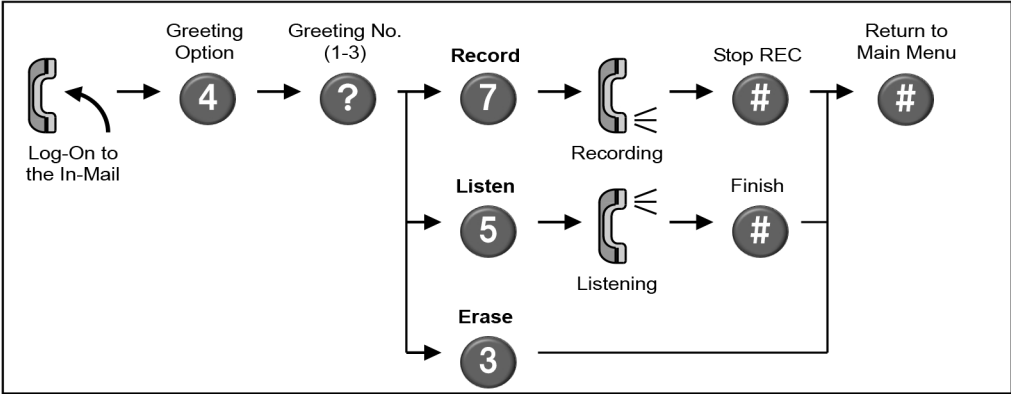 Greeting
Option
Greeting No.
(1-3)
Record
Stop REC
Return to
Main Menu
4
?
7
#
#
Log-On to
the In-Mail
Recording
Listen
Finish
5
#
Listening
Erase
3